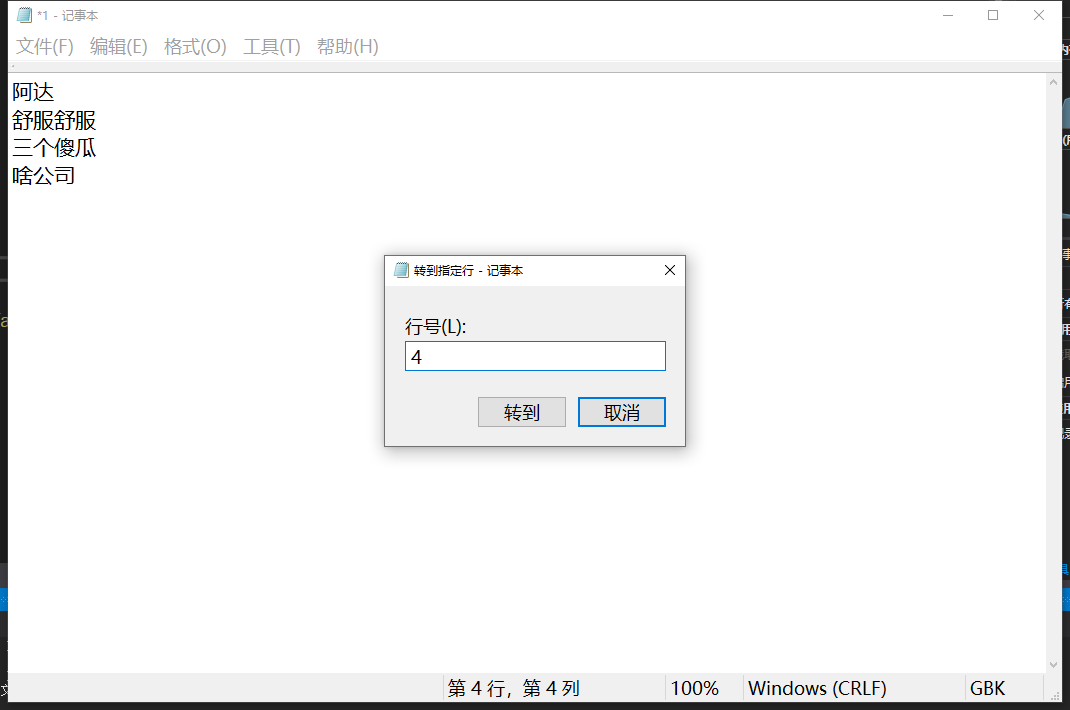 *1 - 记事本
文件(F) 编辑(E) 格式(O) 工具(T) 帮助(H)
阿达
舒服舒服
三个傻瓜
啥公司
转到指定行 - 记事本
行号(L):
4
转到 取消
第 4 行，第 4 列 100% Windows (CRLF) GBK